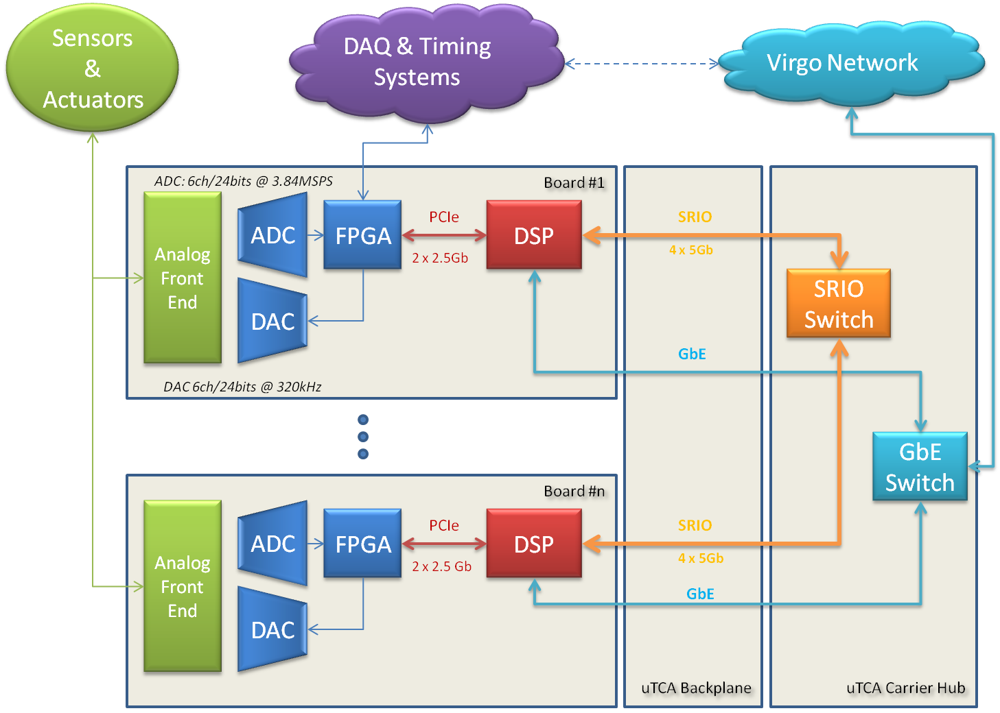 Sensors
&
Actuators
DAQ & Timing
Systems
Virgo Network
ADC: 6ch/24bits @ 3.84MSPS
Board #1
Analog
Front
End
ADC
FPGA
PCIe
2 x 2.5Gb
DSP
SRIO
4 x 5Gb
SRIO
Switch
DAC
GbE
DAC 6ch/24bits @ 320kHz
GbE
Switch
Board #n
Analog
Front
End
ADC
FPGA
PCIe
2 x 2.5 Gb
DSP
SRIO
4 x 5Gb
GbE
DAC
uTCA Backplane
uTCA Carrier Hub